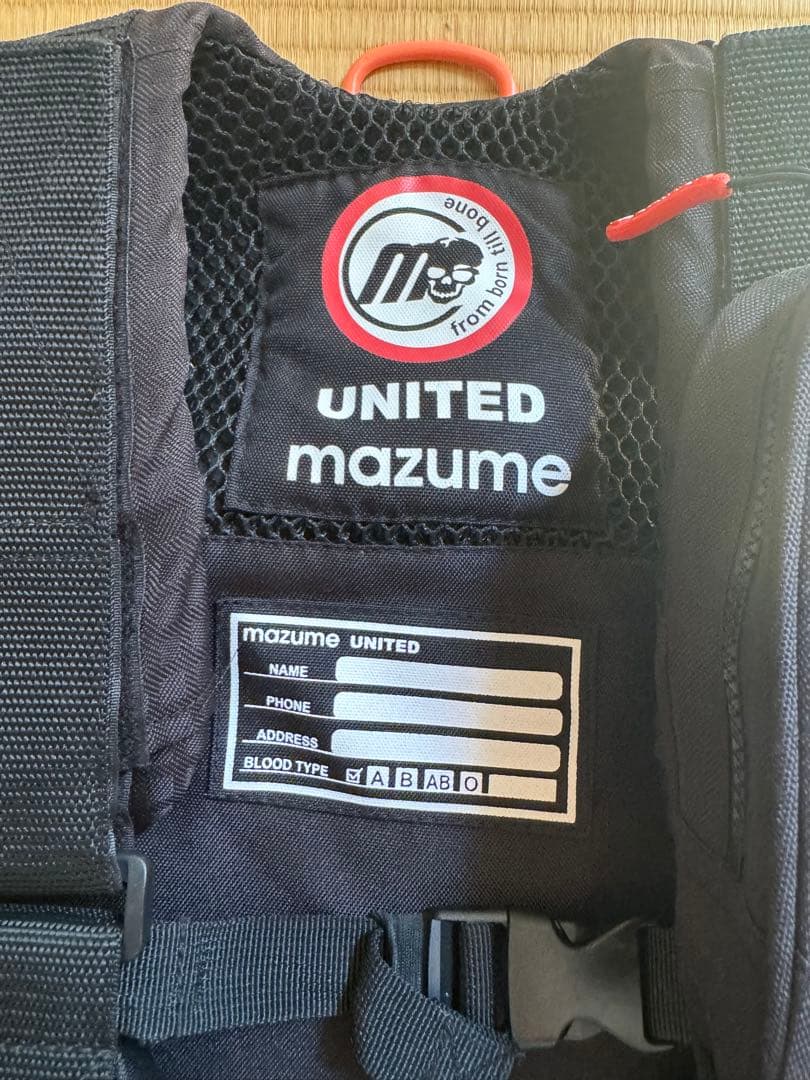 from born till bone
UNITED
mazume
mazume UNITED
NAME
PHONE
ADDRESS
BLOOD TYPE A B AB O